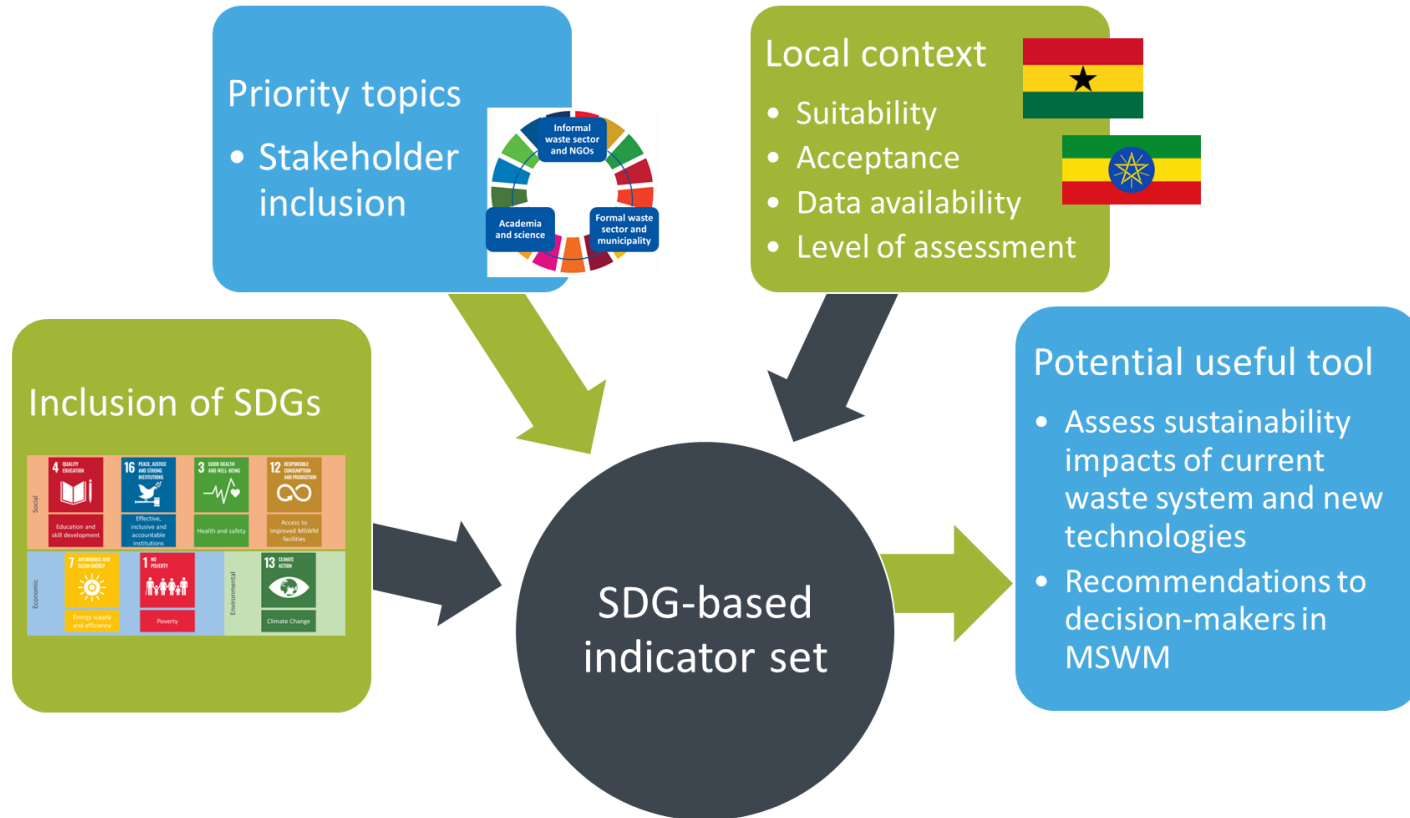 Priority topics
• Stakeholder
inclusion
Informal
waste sector
and NGOs
Academia
and science
Formal waste
sector and
municipality
Local context
• Suitability
• Acceptance
• Data availability
• Level of assessment
Inclusion of SDGs
Social
4 QUALITY
EDUCATION
Education and
skill development
16 PEACE, JUSTICE
AND STRONG
INSTITUTIONS
Effective,
inclusive and
accountable
institutions
3 GOOD HEALTH
AND WELL-BEING
Health and safety
12 RESPONSIBLE
CONSUMPTION
AND PRODUCTION
Access to
improved MSWM
facilities
Economic
7 AFFORDABLE AND
CLEAN ENERGY
Energy supply
and efficiency
1 NO
POVERTY
Poverty
Environmental
13 CLIMATE
ACTION
Climate Change
SDG-based
indicator set
Potential useful tool
• Assess sustainability
impacts of current
waste system and new
technologies
• Recommendations to
decision-makers in
MSWM